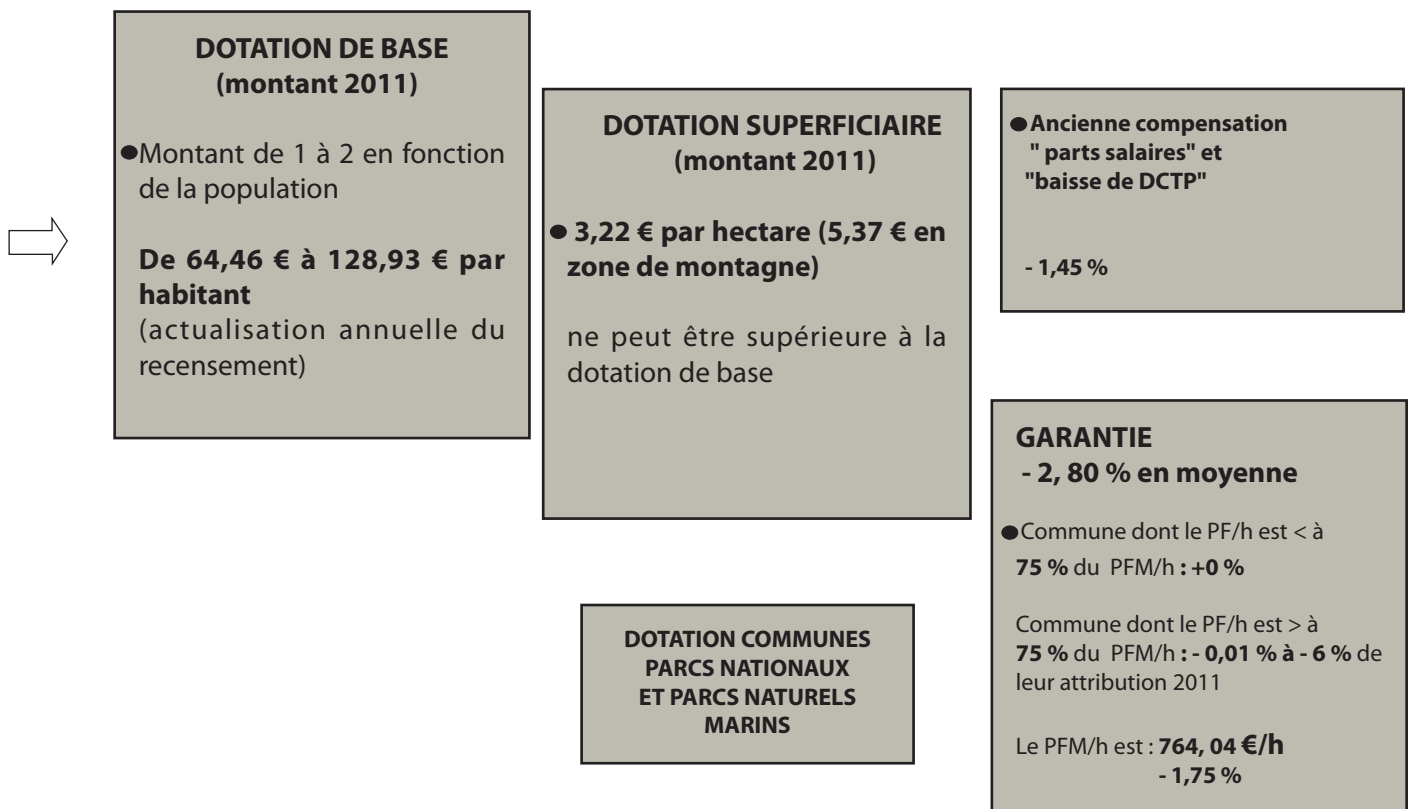 DOTATION DE BASE
(montant 2011)
●Montant de 1 à 2 en fonction
de la population
De 64,46 € à 128,93 € par
habitant
(actualisation annuelle du
recensement)
DOTATION SUPERFICIAIRE
(montant 2011)
● 3,22 € par hectare (5,37 € en
zone de montagne)
ne peut être supérieure à la
dotation de base
●Ancienne compensation
" parts salaires" et
"baisse de DCTP"
- 1,45 %
GARANTIE
- 2, 80 % en moyenne
●Commune dont le PF/h est < à
75 % du PFM/h : +0 %
Commune dont le PF/h est > à
75 % du PFM/h : - 0,01 % à - 6 % de
leur attribution 2011
Le PFM/h est : 764, 04 €/h
- 1,75 %
DOTATION COMMUNES
PARCS NATIONAUX
ET PARCS NATURELS
MARINS